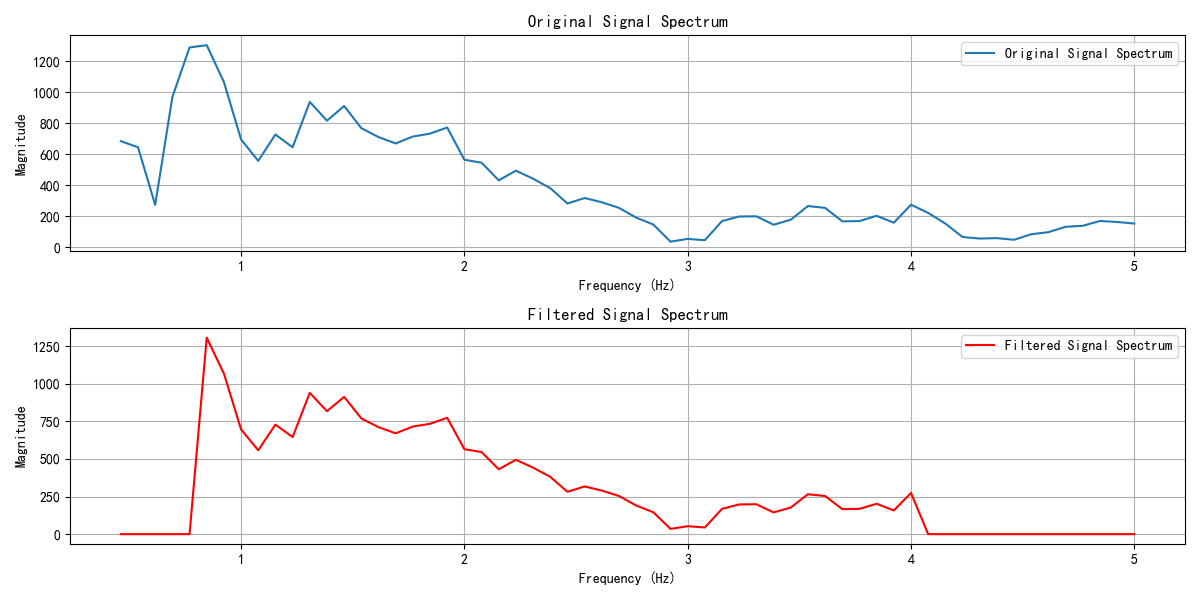 Original Signal Spectrum
Original Signal Spectrum
1200
1000
800
600
400
200
0
Magnitude
1 2 3 4 5
Frequency (Hz)
Filtered Signal Spectrum
Filtered Signal Spectrum
1250
1000
750
500
250
0
Magnitude
1 2 3 4 5
Frequency (Hz)